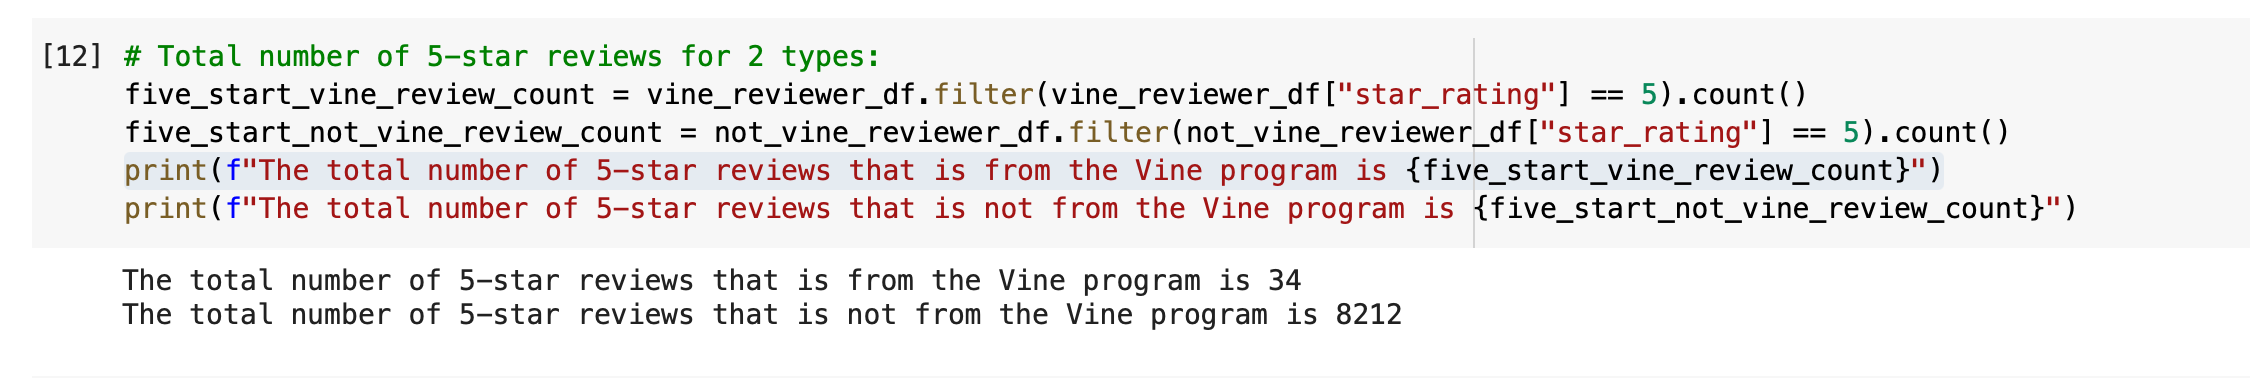 [12] # Total number of 5-star reviews for 2 types:
five_start_vine_review_count = vine_reviewer_df.filter(vine_reviewer_df["star_rating"] == 5).count()
five_start_not_vine_review_count = not_vine_reviewer_df.filter(not_vine_reviewer_df["star_rating"] == 5).count()
print(f"The total number of 5-star reviews that is from the Vine program is {five_start_vine_review_count}")
print(f"The total number of 5-star reviews that is not from the Vine program is {five_start_not_vine_review_count}")
The total number of 5-star reviews that is from the Vine program is 34
The total number of 5-star reviews that is not from the Vine program is 8212